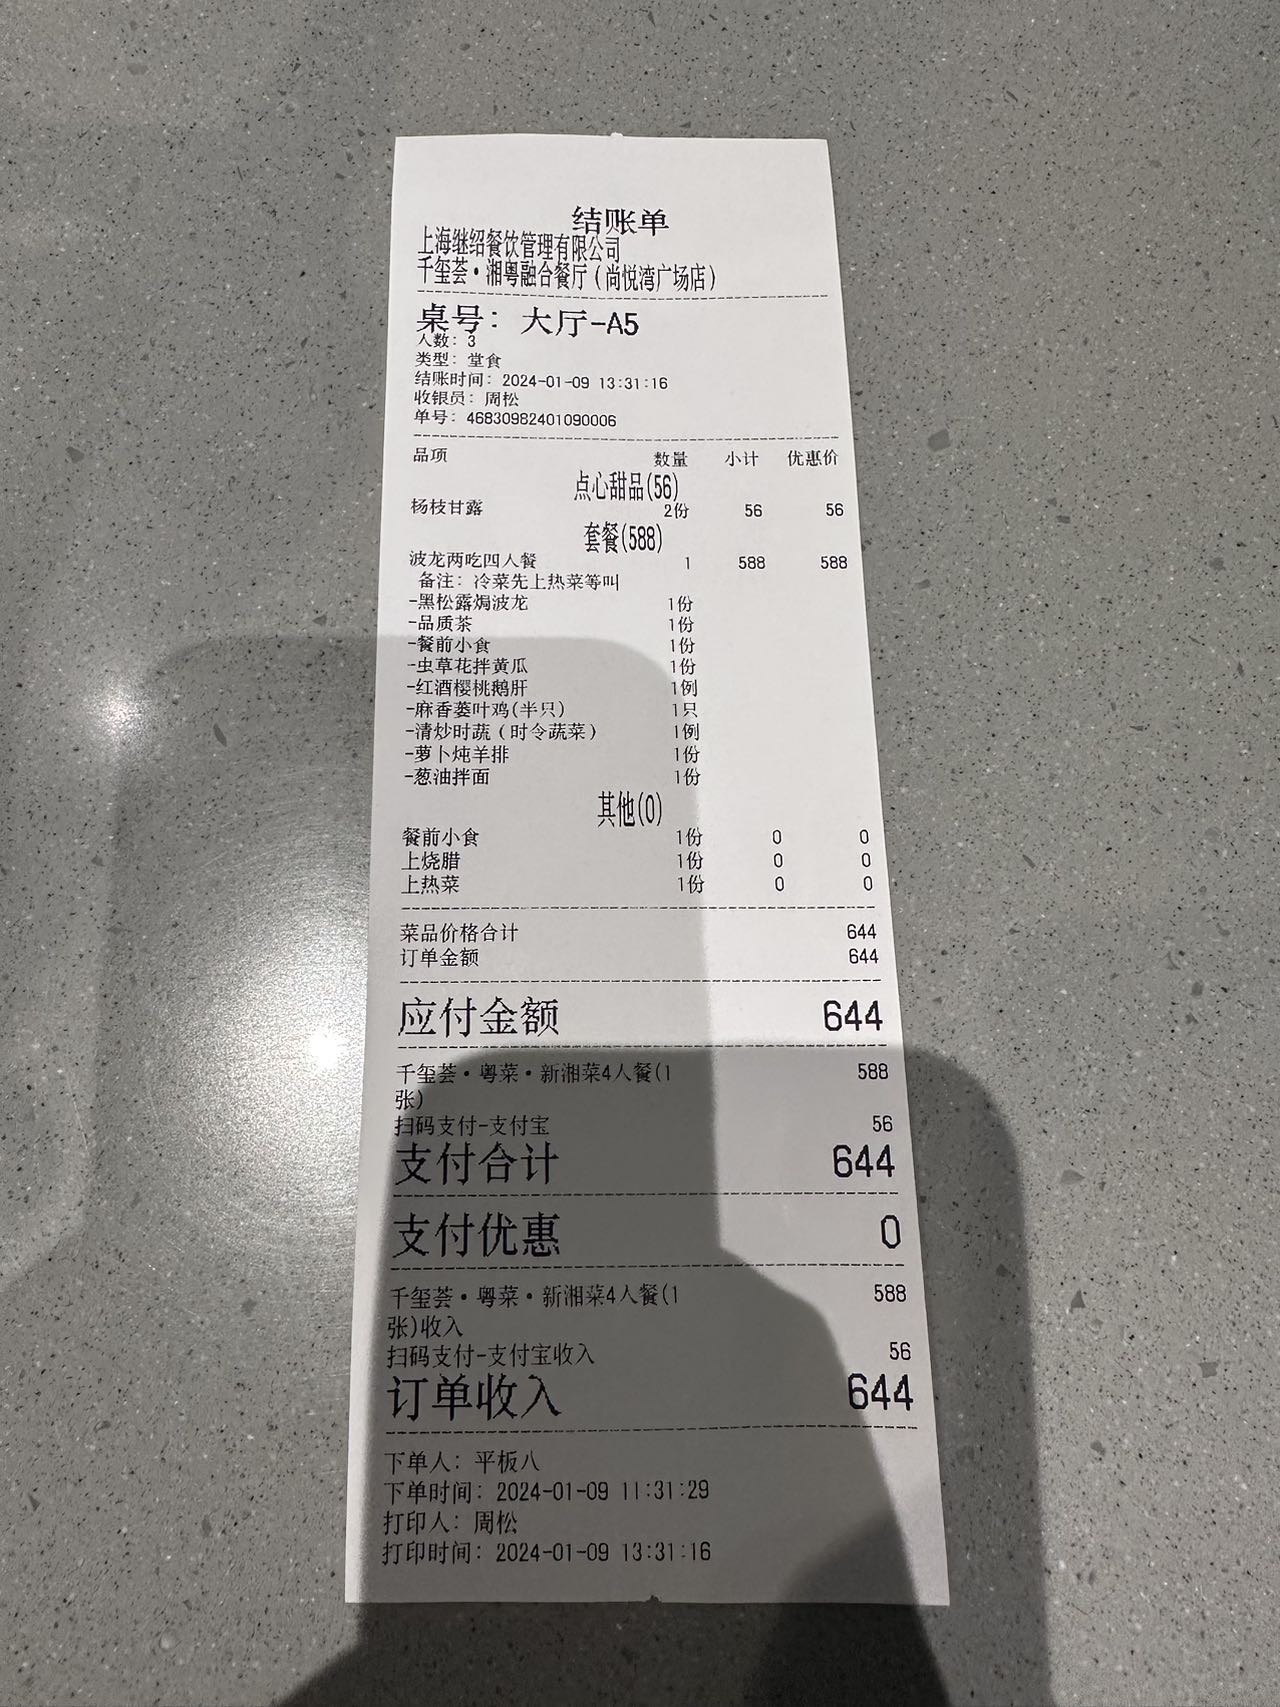 结账单
上海继绍餐饮管理有限公司
千玺荟·湘粤融合餐厅(尚悦湾广场店)
桌号: 大厅-A5
人数: 3
类型: 堂食
结账时间: 2024-01-09 13:31:16
收银员: 周松
单号: 46830982401090006
品项 数量 小计 优惠价
点心甜品(56)
杨枝甘露 2份 56 56
套餐(588)
波龙两吃四人餐 1 588 588
备注: 冷菜先上热菜等叫
-黑松露焗波龙 1份
-品质茶 1份
-餐前小食 1份
-虫草花拌黄瓜 1份
-红酒樱桃鹅肝 1例
-麻香蒌叶鸡(半只) 1只
-清炒时蔬(时令蔬菜) 1例
-萝卜炖羊排 1份
-葱油拌面 1份
其他(0)
餐前小食 1份 0 0
上烧腊 1份 0 0
上热菜 1份 0 0
菜品价格合计 644
订单金额 644
应付金额 644
千玺荟·粤菜·新湘菜4人餐(1 588
张)
扫码支付-支付宝 56
支付合计 644
支付优惠 0
千玺荟·粤菜·新湘菜4人餐(1 588
张)收入
扫码支付-支付宝收入 56
订单收入 644
下单人: 平板八
下单时间: 2024-01-09 11:31:29
打印人: 周松
打印时间: 2024-01-09 13:31:16